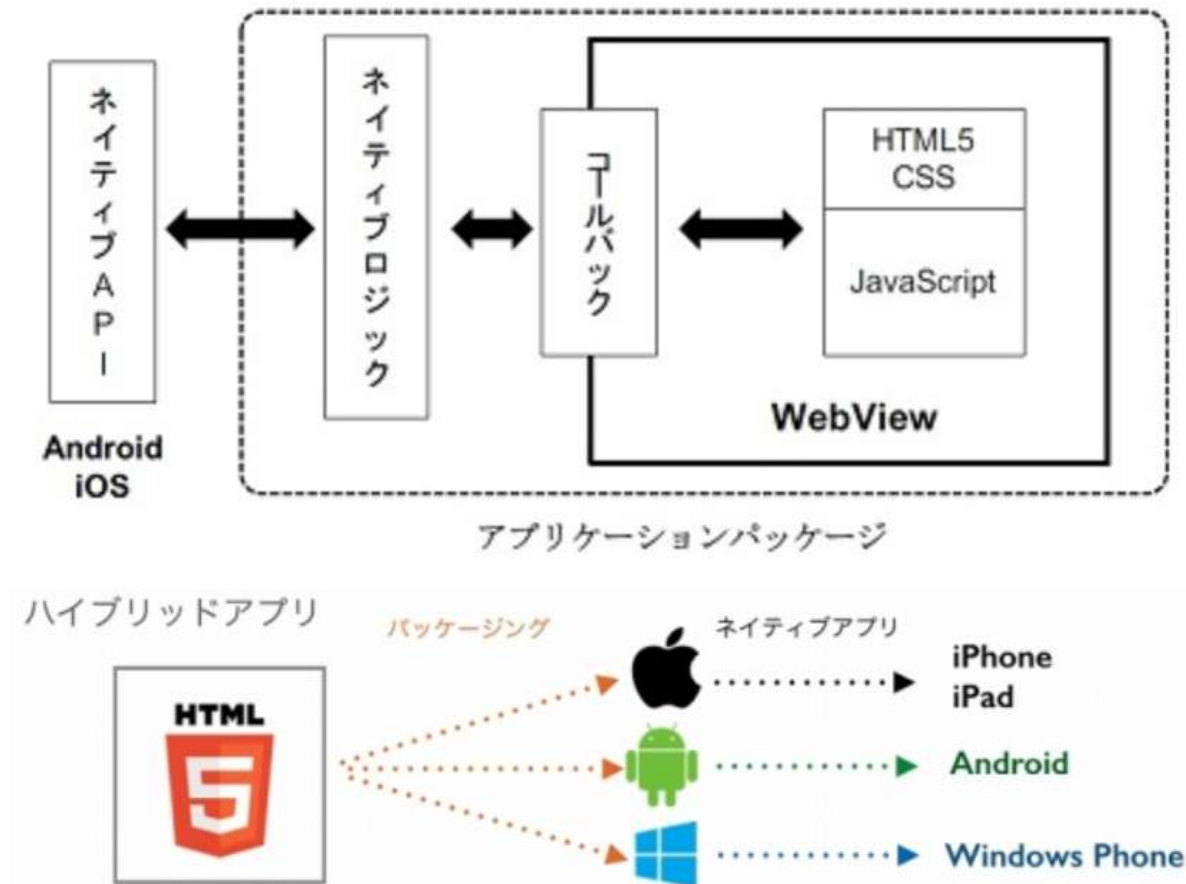 ネイティブAPI
Android
iOS
ネイティブロジック
コールバック
HTML5
CSS
JavaScript
WebView
アプリケーションパッケージ
ハイブリッドアプリ
パッケージング
ネイティブアプリ
HTML
5
iPhone
iPad
Android
Windows Phone